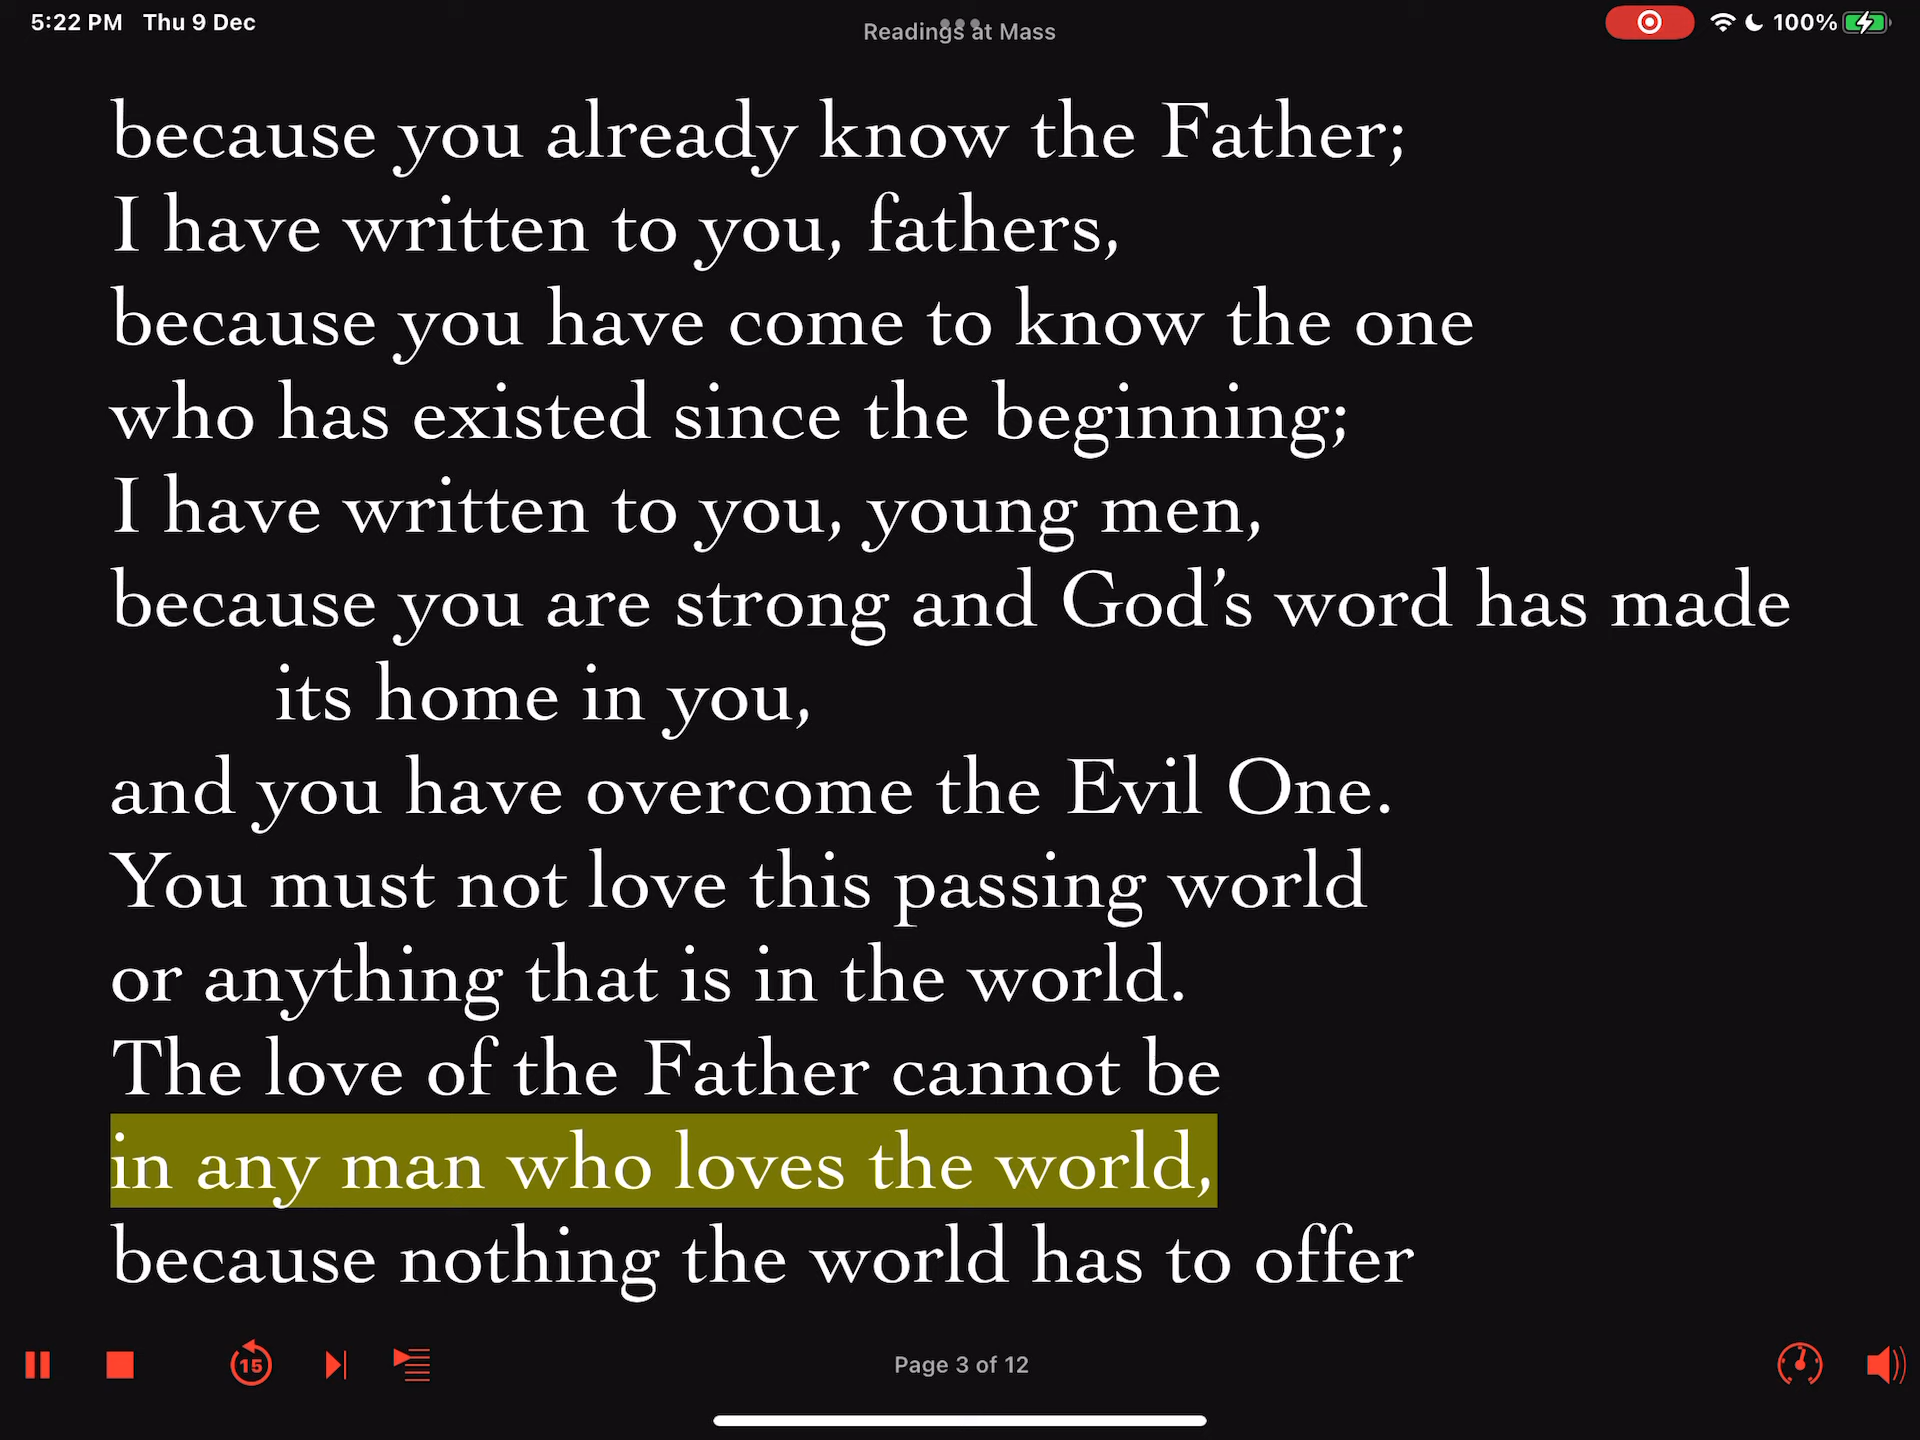 5:22 PM Thu 9 Dec
Readings at Mass
100%
because you already know the Father;
I have written to you, fathers,
because you have come to know the one
who has existed since the beginning;
I have written to you, young men,
because you are strong and God’s word has made
its home in you,
and you have overcome the Evil One.
You must not love this passing world
or anything that is in the world.
The love of the Father cannot be
in any man who loves the world,
because nothing the world has to offer
15
Page 3 of 12